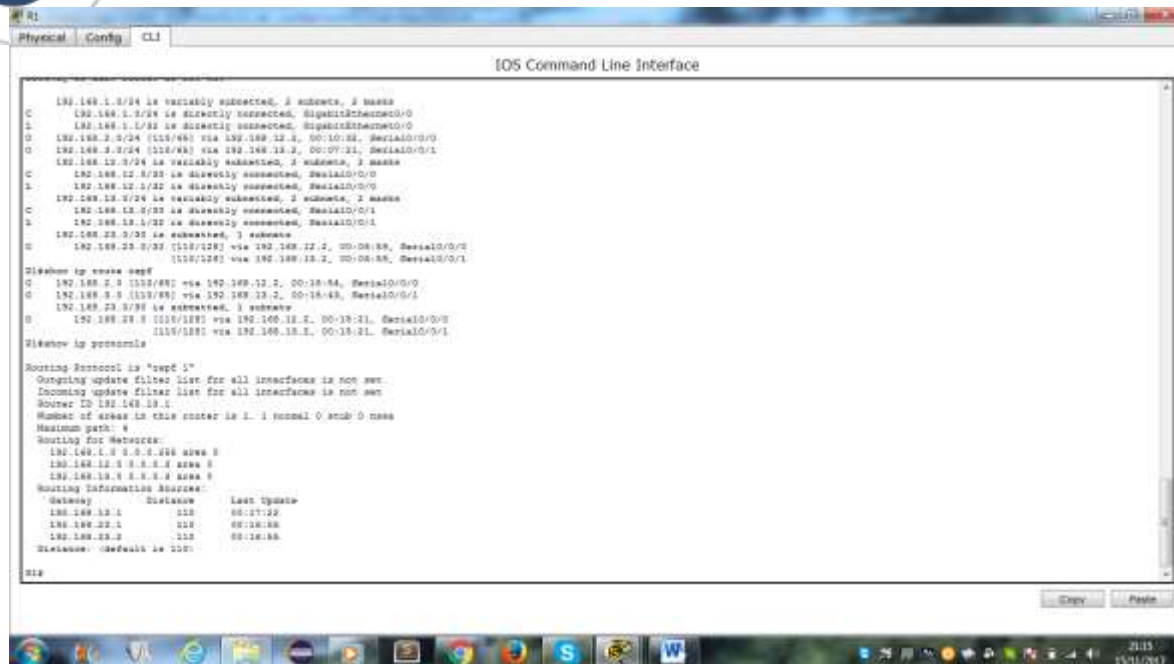 R1
Physical Config CLI
IOS Command Line Interface
192.168.1.0/24 is variably subnetted, 2 subnets, 2 masks
C 192.168.1.0/24 is directly connected, GigabitEthernet0/0
L 192.168.1.1/32 is directly connected, GigabitEthernet0/0
O 192.168.2.0/24 [110/65] via 192.168.12.2, 00:10:32, Serial0/0/0
O 192.168.3.0/24 [110/65] via 192.168.13.2, 00:07:21, Serial0/0/1
192.168.12.0/24 is variably subnetted, 2 subnets, 2 masks
C 192.168.12.0/30 is directly connected, Serial0/0/0
L 192.168.12.1/32 is directly connected, Serial0/0/0
192.168.13.0/24 is variably subnetted, 2 subnets, 2 masks
C 192.168.13.0/30 is directly connected, Serial0/0/1
L 192.168.13.1/32 is directly connected, Serial0/0/1
192.168.23.0/30 is subnetted, 1 subnets
O 192.168.23.0/30 [110/128] via 192.168.12.2, Serial0/0/0
[110/128] via 192.168.13.2, Serial0/0/1
R1#show ip route ospf
O 192.168.2.0 [110/65] via 192.168.12.2, Serial0/0/0
O 192.168.3.0 [110/65] via 192.168.13.2, Serial0/0/1
192.168.23.0/30 is subnetted, 1 subnets
O 192.168.23.0 [110/128] via 192.168.12.2, 00:15:21, Serial0/0/0
[110/128] via 192.168.13.2, 00:15:21, Serial0/0/1
R1#show ip protocols
Routing Protocol is "ospf 1"
Outgoing update filter list for all interfaces is not set
Incoming update filter list for all interfaces is not set
Router ID 192.168.13.1
Number of areas in this router is 1. 1 normal 0 stub 0 nssa
Maximum path: 4
Routing for Networks:
192.168.1.0 0.0.0.255 area 0
192.168.12.0 0.0.0.3 area 0
192.168.13.0 0.0.0.3 area 0
Routing Information Sources:
Gateway Distance Last Update
192.168.13.1 110 00:17:22
192.168.23.1 110
192.168.23.2 110
Distance: (default is 110)
R1#
Copy Paste
21:15
15/11/2017